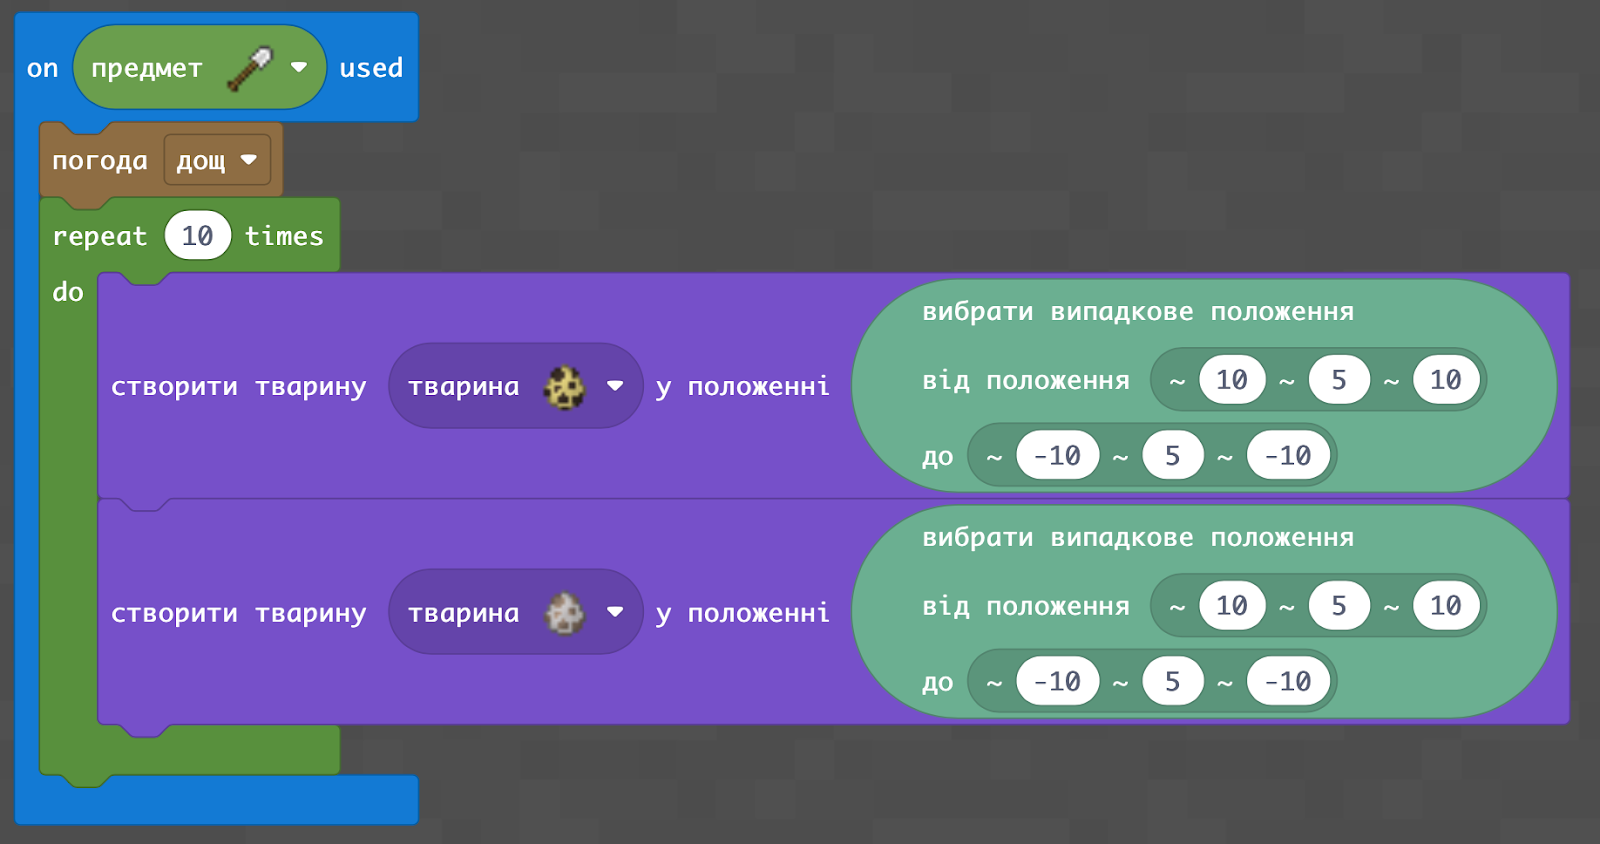 on предмет used
погода дощ
repeat 10 times
do
створити тварину тварина у положенні
вибрати випадкове положення
від положення ~ 10 ~ 5 ~ 10
до ~ -10 ~ 5 ~ -10
створити тварину тварина у положенні
вибрати випадкове положення
від положення ~ 10 ~ 5 ~ 10
до ~ -10 ~ 5 ~ -10